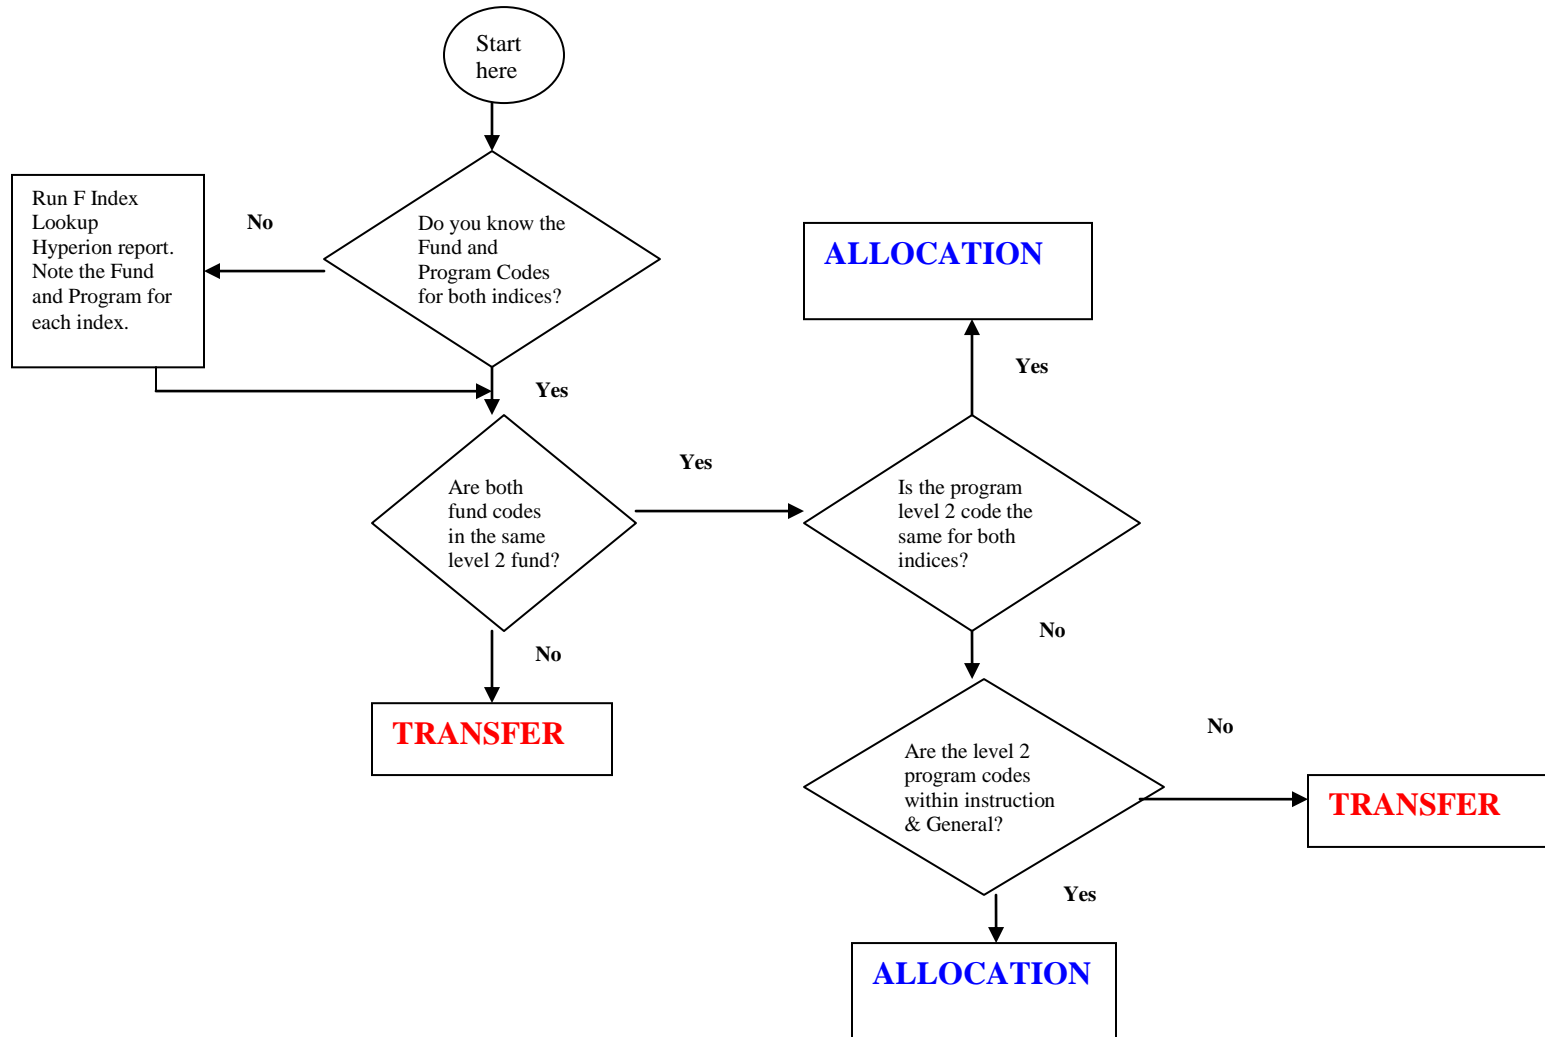 Start
here
Run F Index
Lookup
Hyperion report.
Note the Fund
and Program for
each index.
No
Do you know the
Fund and
Program Codes
for both indices?
ALLOCATION
Yes
Yes
Are both
fund codes
in the same
level 2 fund?
Yes
Is the program
level 2 code the
same for both
indices?
No
No
TRANSFER
Are the level 2
program codes
within instruction
& General?
No
TRANSFER
Yes
ALLOCATION